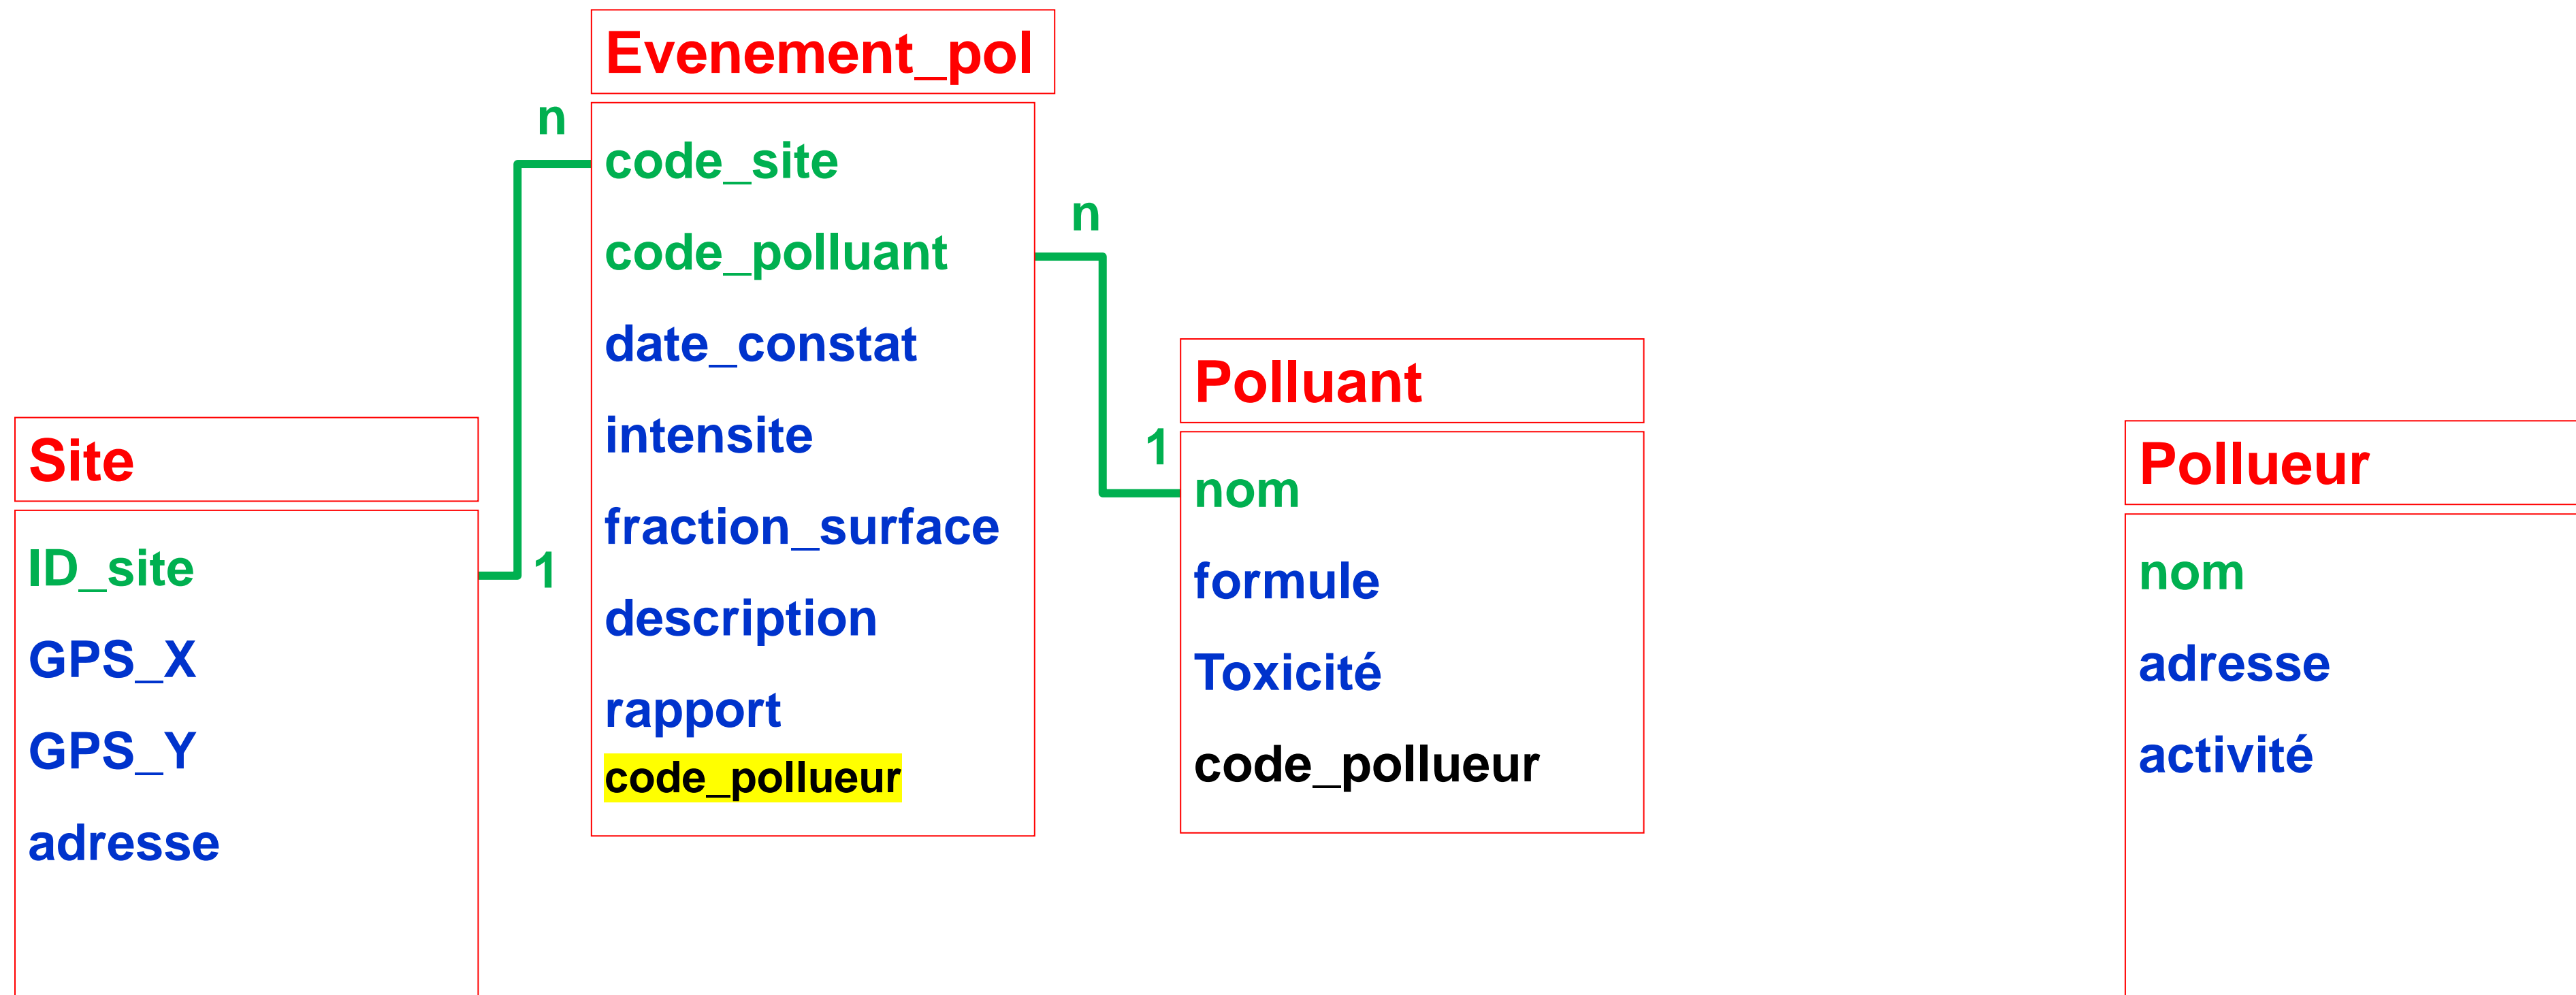 Evenement_pol
n
code_site
code_polluant
date_constat
intensite
fraction_surface
description
rapport
code_pollueur
n
1
Site
ID_site
GPS_X
GPS_Y
adresse
1
Polluant
nom
formule
Toxicité
code_pollueur
Pollueur
nom
adresse
activité